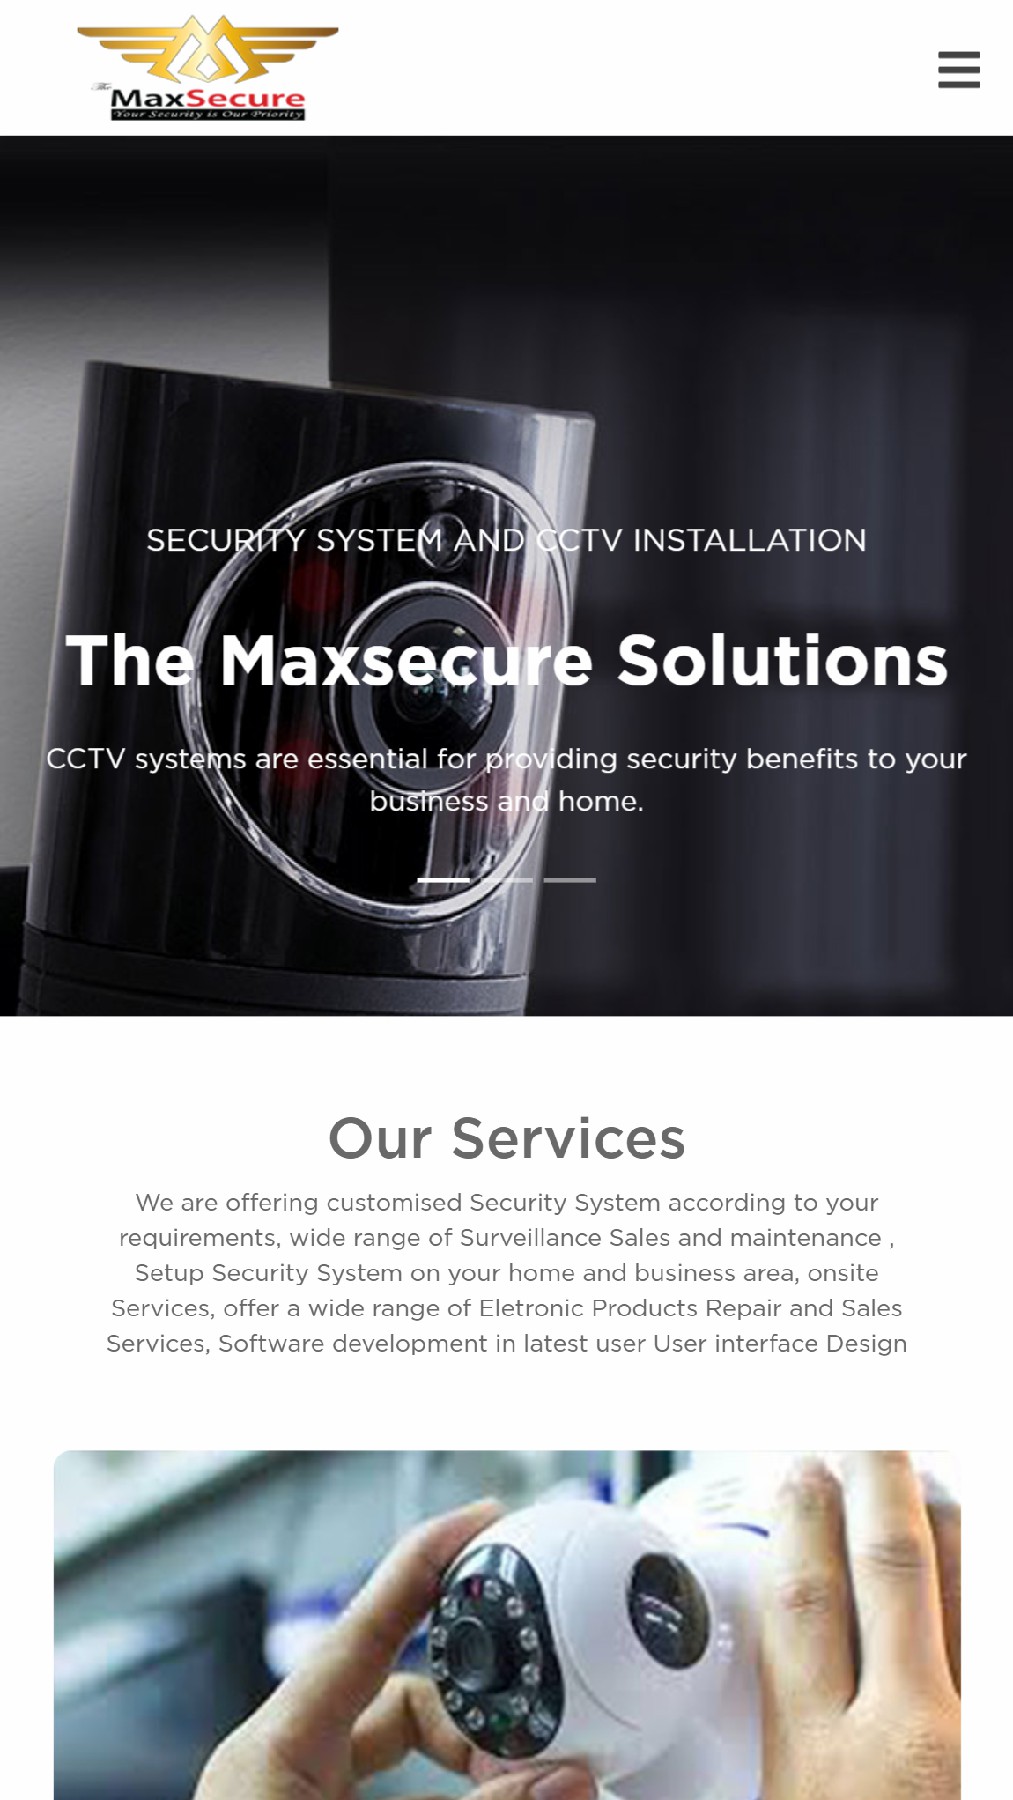 The
MaxSecure
Your Security is Our Priority
SECURITY SYSTEM AND CCTV INSTALLATION
The Maxsecure Solutions
CCTV systems are essential for providing security benefits to your
business and home.
Our Services
We are offering customised Security System according to your
requirements, wide range of Surveillance Sales and maintenance ,
Setup Security System on your home and business area, onsite
Services, offer a wide range of Eletronic Products Repair and Sales
Services, Software development in latest user User interface Design